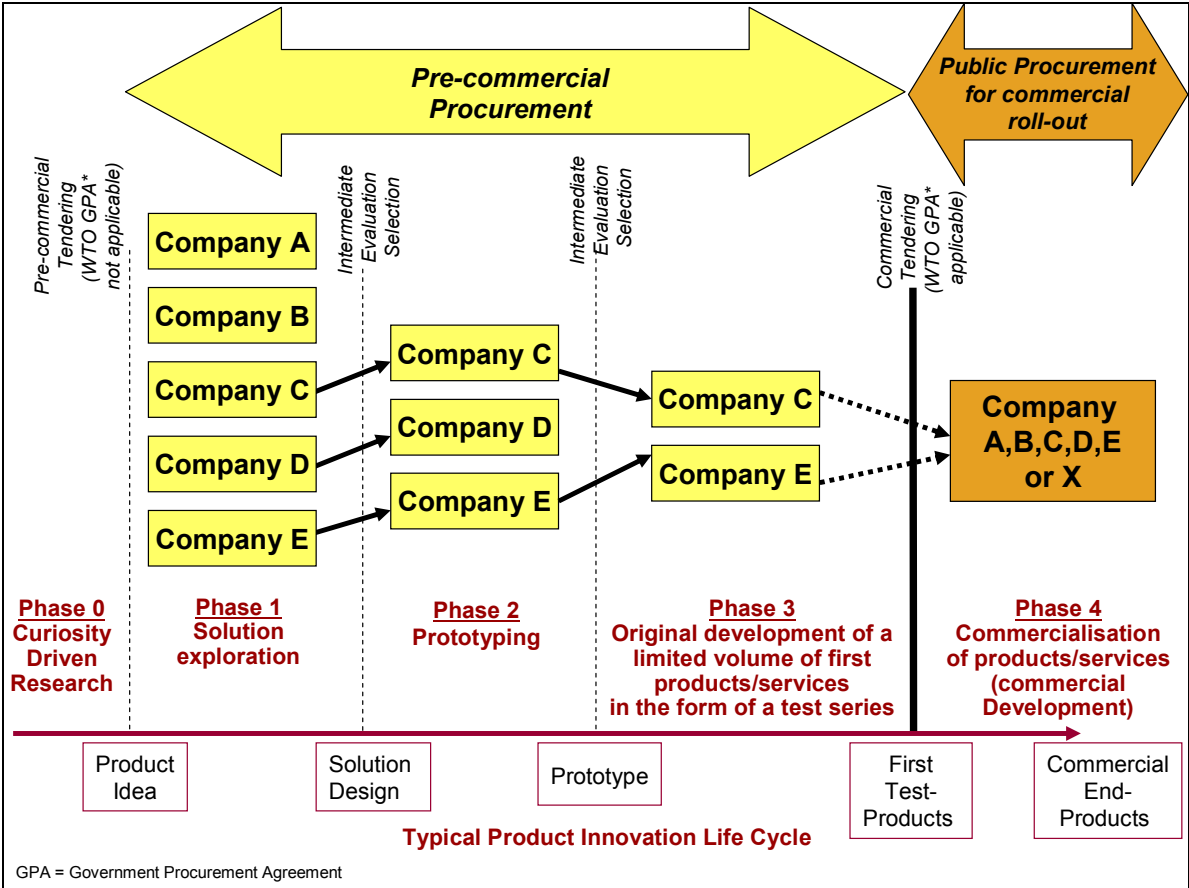 Pre-commercial
Procurement
Public Procurement
for commercial
roll-out
Pre-commercial
Tendering
(WTO GPA*
not applicable)
Intermediate
Evaluation
Selection
Intermediate
Evaluation
Selection
Commercial
Tendering
(WTO GPA*
applicable)
Company A
Company B
Company C
Company D
Company E
Company C
Company D
Company E
Company C
Company E
Company
A,B,C,D,E
or X
Phase 0
Curiosity
Driven
Research
Phase 1
Solution
exploration
Phase 2
Prototyping
Phase 3
Original development of a
limited volume of first
products/services
in the form of a test series
Phase 4
Commercialisation
of products/services
(commercial
Development)
Product
Idea
Solution
Design
Prototype
First
Test-
Products
Commercial
End-
Products
Typical Product Innovation Life Cycle
GPA = Government Procurement Agreement